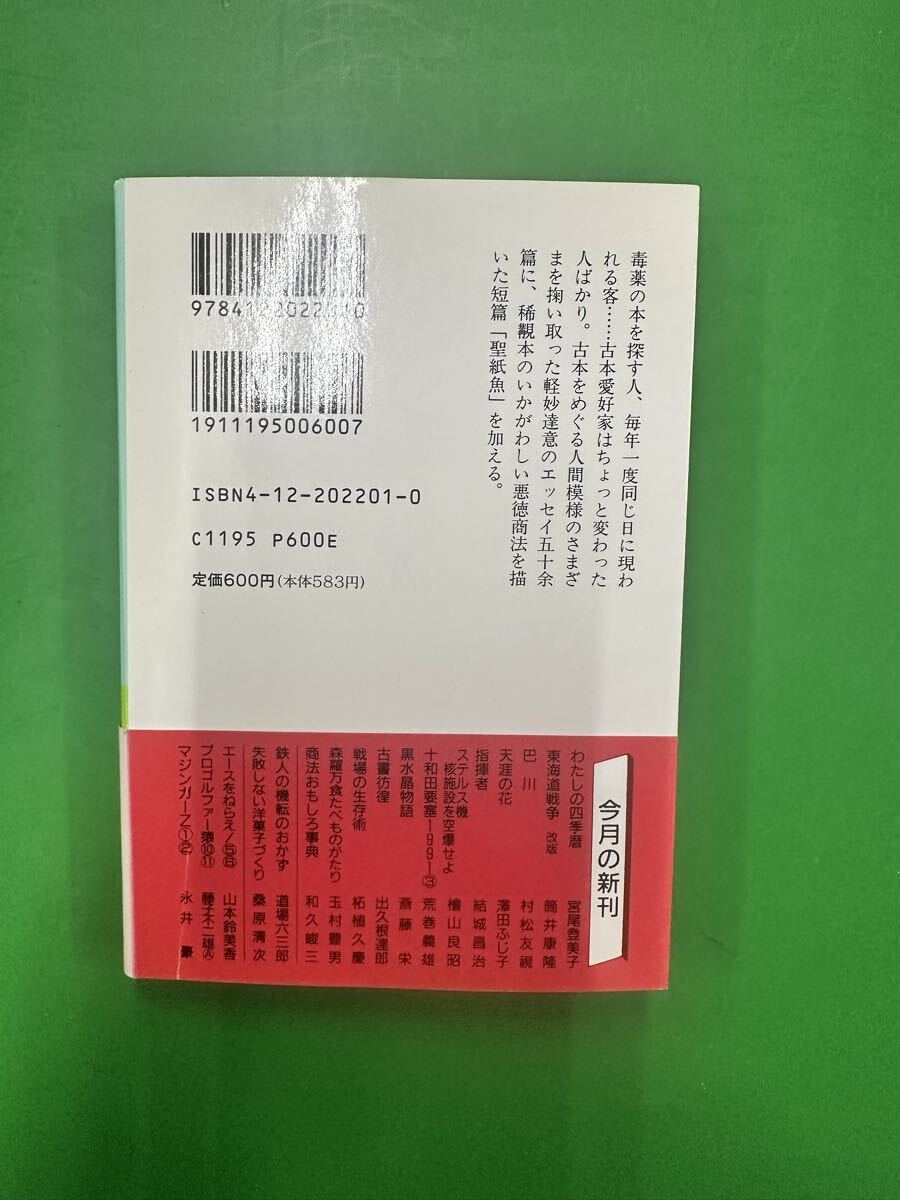 毒薬の本を探す人、毎年一度同じ日に現わ
れる客……古本愛好家はちょっと変わった
人ばかり。古本をめぐる人間模様のさまざ
まを掬い取った軽妙達意のエッセイ五十余
篇に、稀覯本のいかがわしい悪徳商法を描
いた短篇「聖紙魚」を加える。
1911195006007
ISBN4-12-202201-0
C1195 P600E
定価600円(本体583円)
今月の新刊
わたしの四季暦 宮尾登美子
東海道戦争 改版 筒井康隆
巴川 村松友視
天涯の花 澤田ふじ子
指揮者 結城昌治
ステルス機
核施設を空爆せよ 檜山良昭
十和田要塞1991③ 荒巻義雄
黒水晶物語 斎藤栄
古書彷徨 出久根達郎
戦場の生存術 柘植久慶
森羅万食たべものがたり 玉村豊男
商法おもしろ事典 和久峻三
鉄人の機転のおかず 道場六三郎
失敗しない洋菓子づくり 桑原清次
エースをねらえ!⑤⑥ 山本鈴美香
プロゴルファー猿⑩⑪ 藤子不二雄Ⓐ
マジンガーZ①② 永井豪